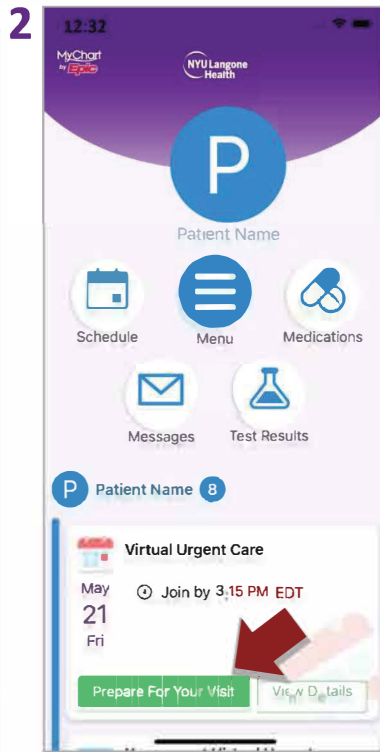 2
12:32
MyChart
by Epic
NYU Langone
Health
P
Patient Name
Schedule
Menu
Medications
Messages
Test Results
P Patient Name 8
Virtual Urgent Care
May
21
Fri
Join by 3:15 PM EDT
Prepare For Your Visit
View Details